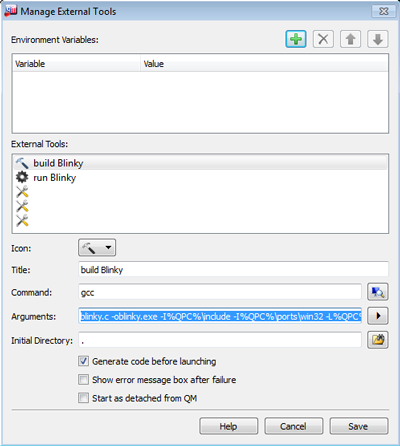 Manage External Tools
Environment Variables:
Variable Value
External Tools:
build Blinky
run Blinky
Icon:
Title: build Blinky
Command: gcc
Arguments: blinky.c -oblinky.exe -I%QPC%\include -I%QPC%\ports\win32 -L%QPC%
Initial Directory: .
Generate code before launching
Show error message box after failure
Start as detached from QM
Help Cancel Save